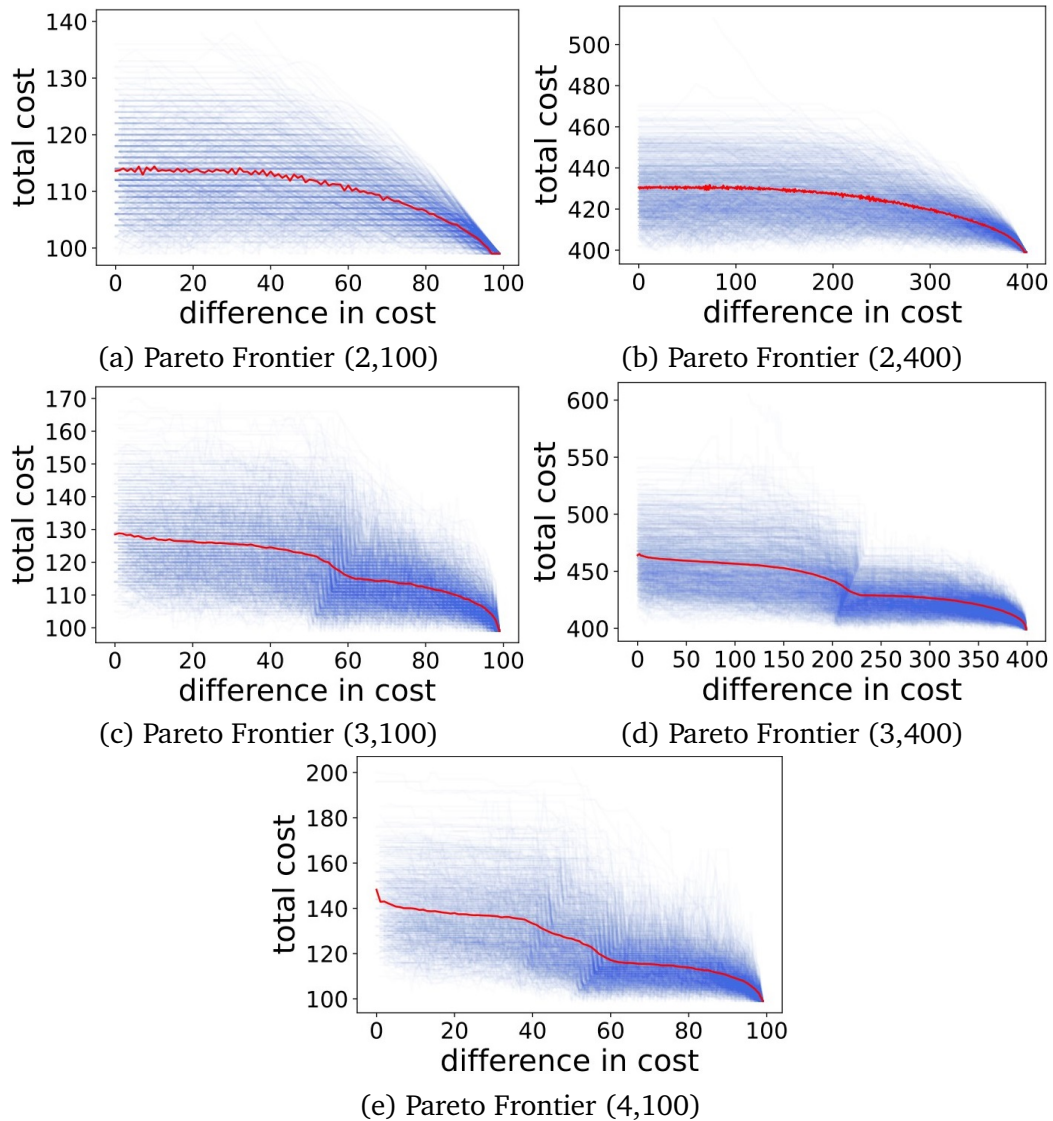 140
130
120
110
100
total cost
0 20 40 60 80 100
difference in cost
(a) Pareto Frontier (2,100)
500
480
460
440
420
400
total cost
0 100 200 300 400
difference in cost
(b) Pareto Frontier (2,400)
170
160
150
140
130
120
110
100
total cost
0 20 40 60 80 100
difference in cost
(c) Pareto Frontier (3,100)
600
550
500
450
400
total cost
0 50 100 150 200 250 300 350 400
difference in cost
(d) Pareto Frontier (3,400)
200
180
160
140
120
100
total cost
0 20 40 60 80 100
difference in cost
(e) Pareto Frontier (4,100)